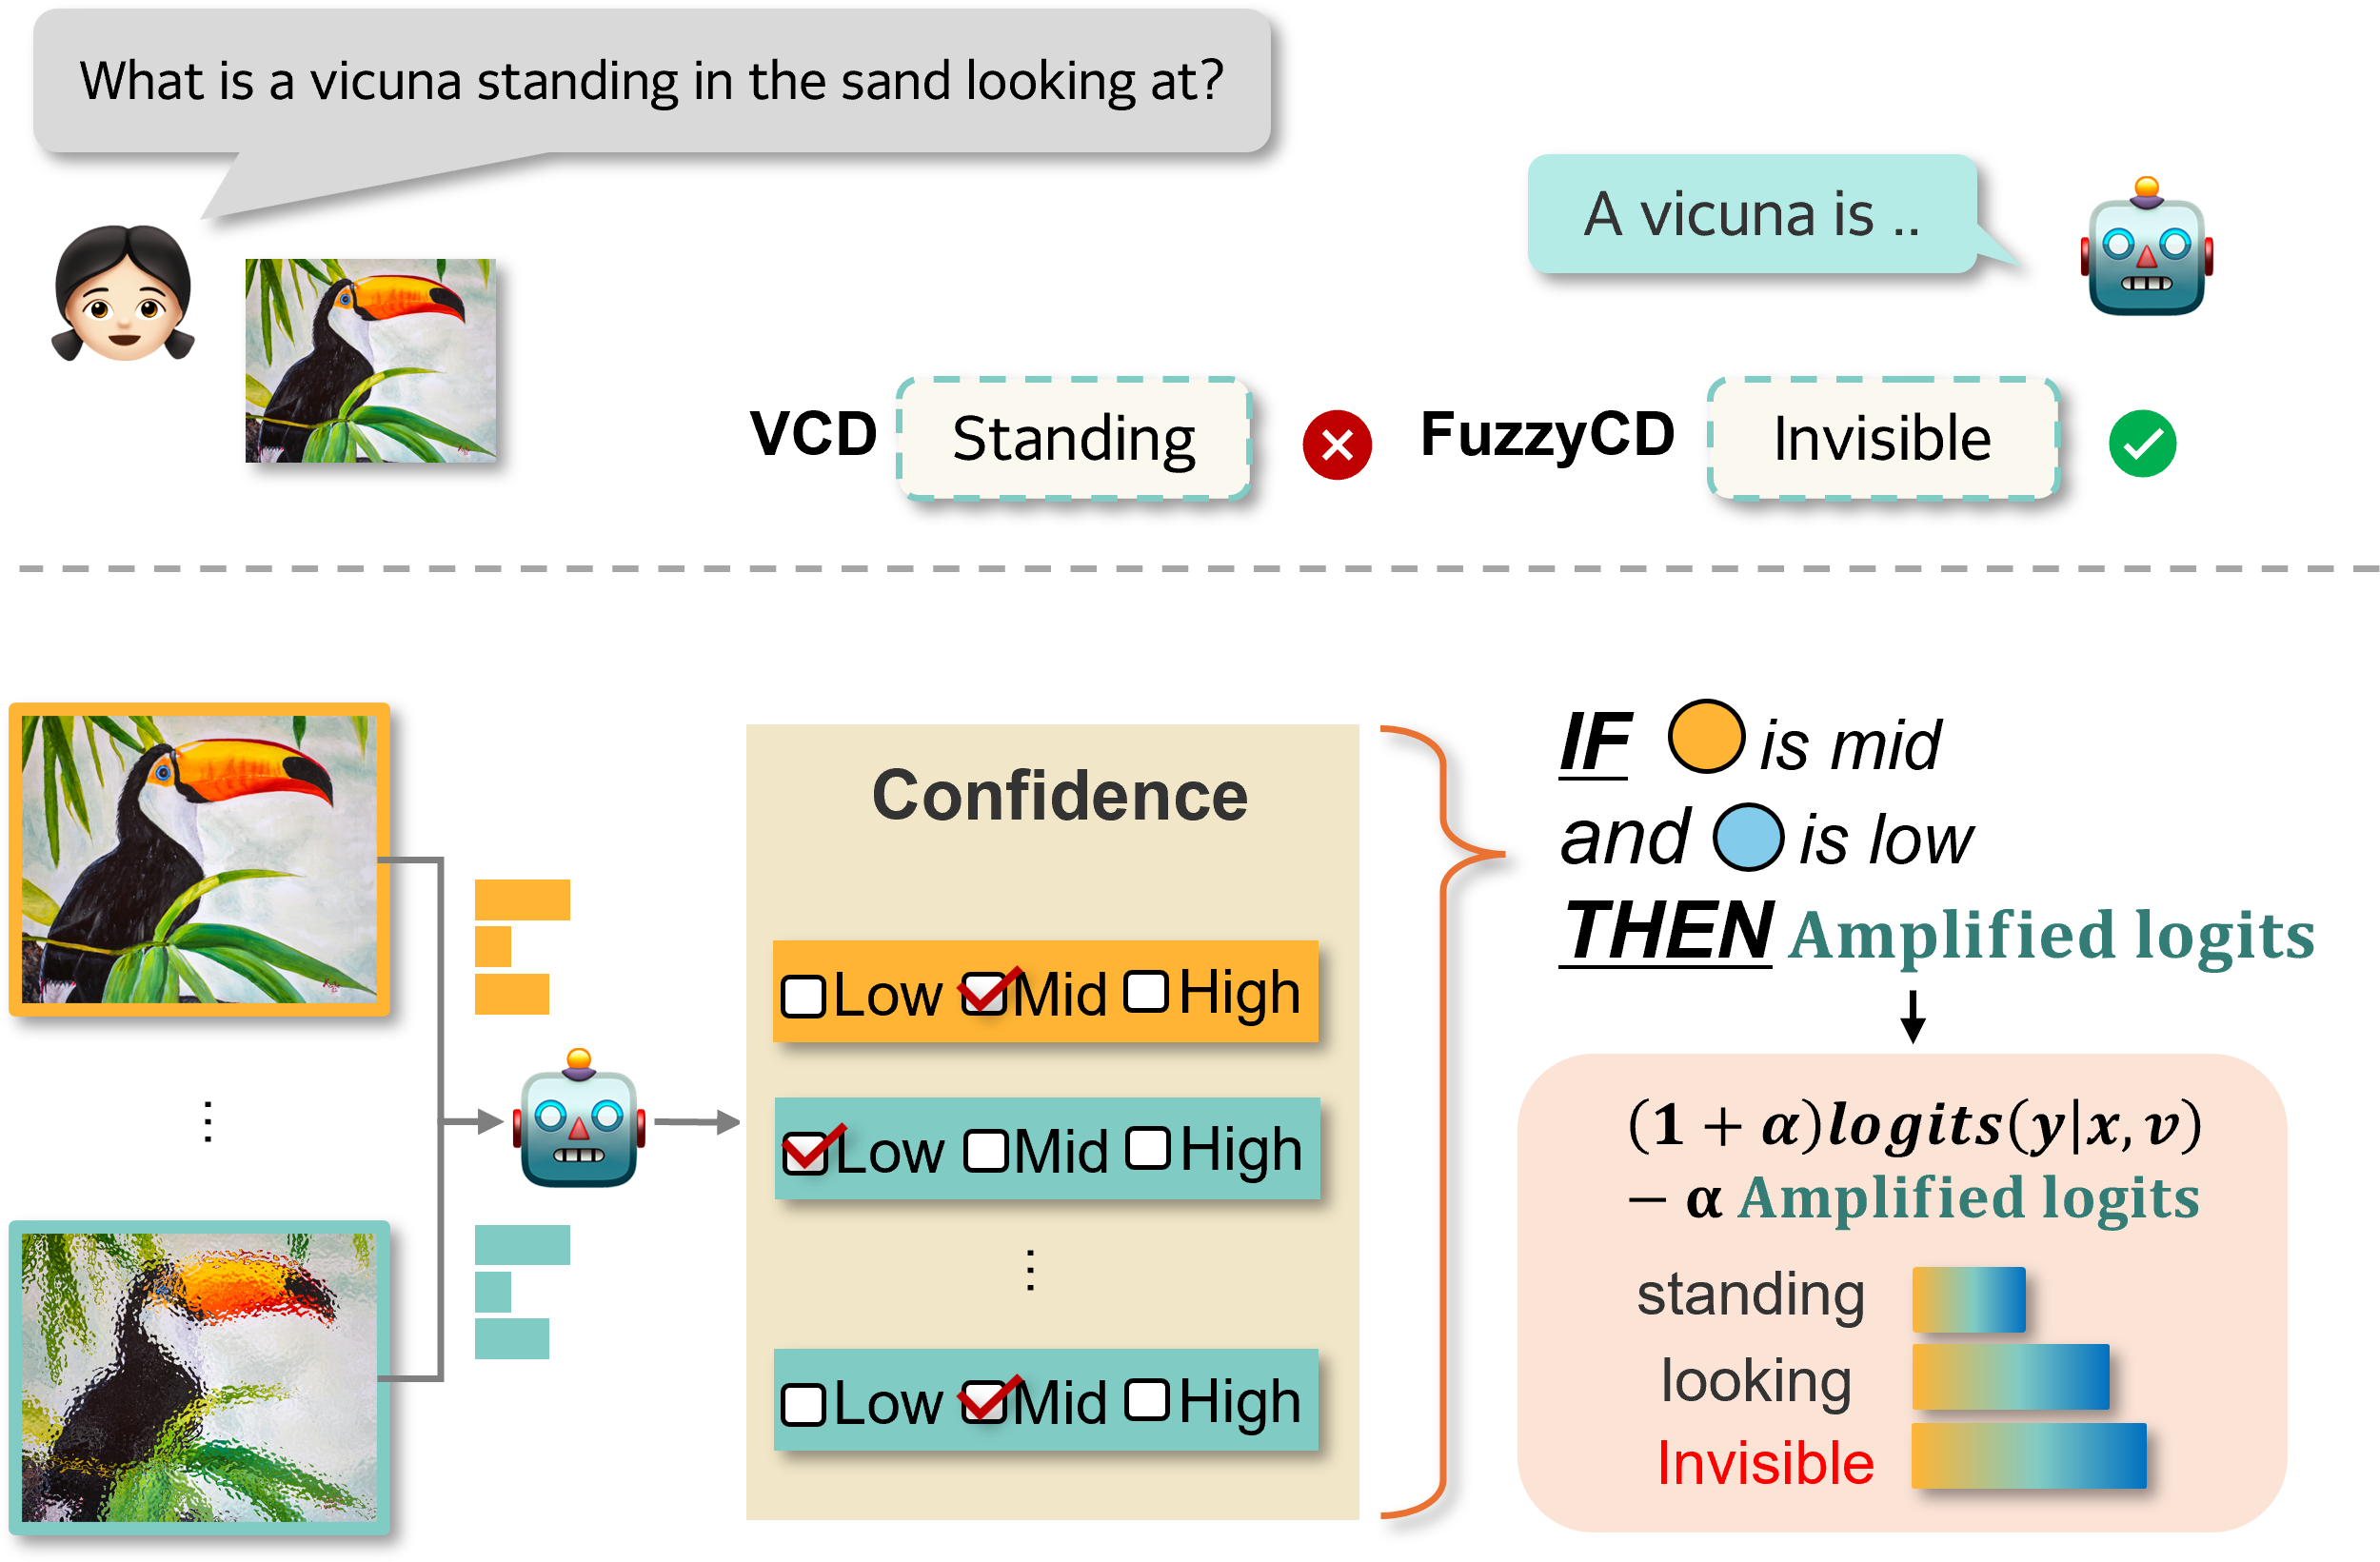 What is a vicuna standing in the sand looking at?
A vicuna is ..
VCD Standing FuzzyCD Invisible
Confidence
Low Mid High
Low Mid High
⋮
Low Mid High
IF is mid
and is low
THEN Amplified logits
(1 + α)logits(y|x, v)
− α Amplified logits
standing
looking
Invisible